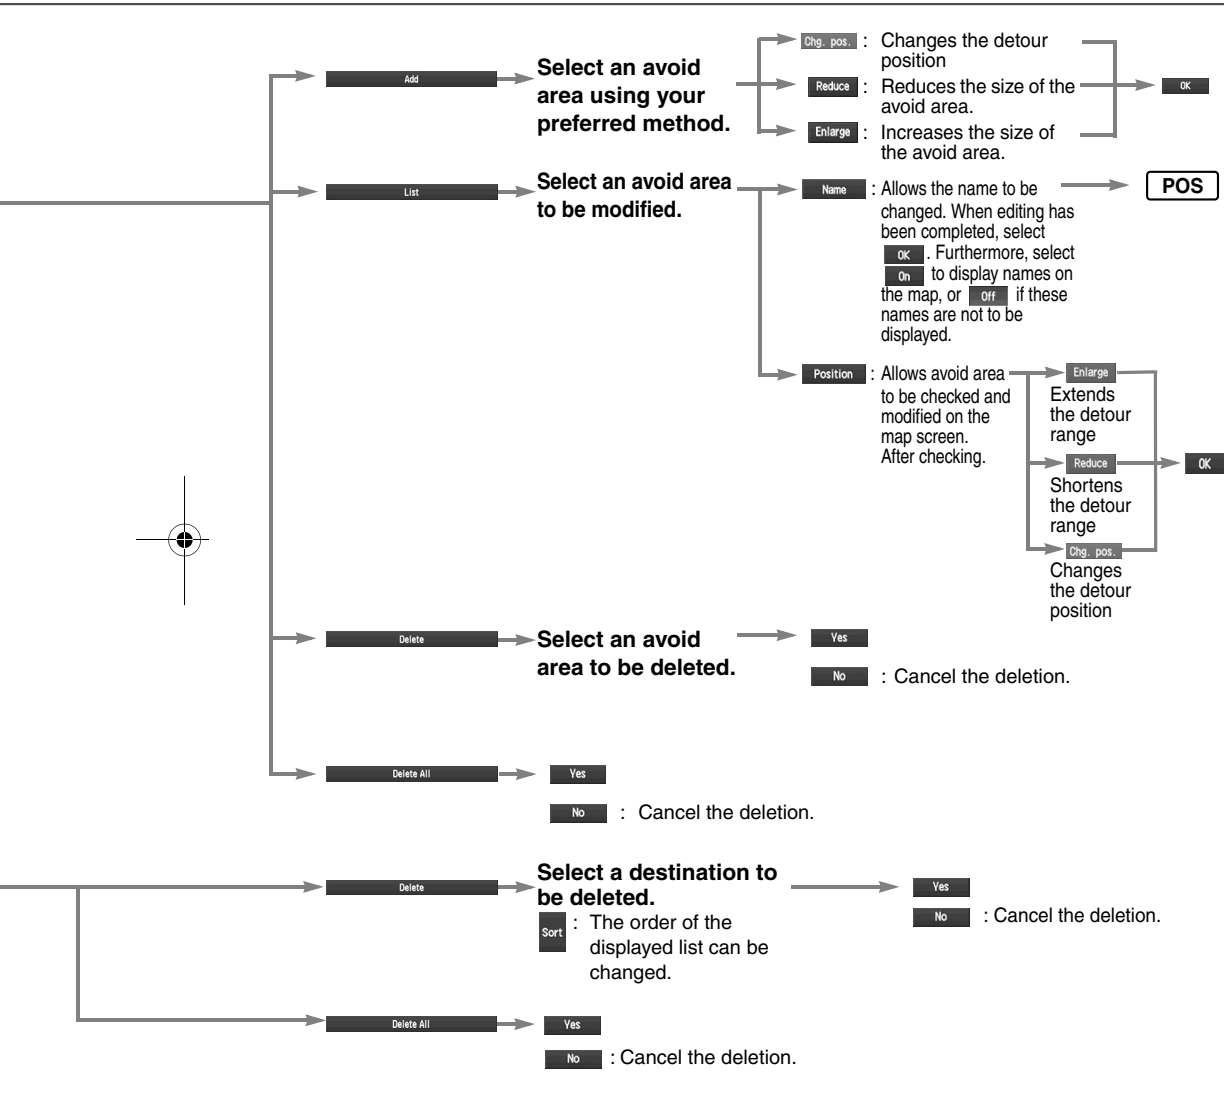 Add
Select an avoid
area using your
preferred method.
Chg. pos. : Changes the detour
position
Reduce : Reduces the size of the
avoid area.
Enlarge : Increases the size of
the avoid area.
OK
List
Select an avoid area
to be modified.
Name : Allows the name to be
changed. When editing has
been completed, select
OK . Furthermore, select
On to display names on
the map, or Off if these
names are not to be
displayed.
POS
Position : Allows avoid area
to be checked and
modified on the
map screen.
After checking.
Enlarge
Extends
the detour
range
Reduce
Shortens
the detour
range
Chg. pos.
Changes
the detour
position
OK
Delete
Select an avoid
area to be deleted.
Yes
No : Cancel the deletion.
Delete All
Yes
No : Cancel the deletion.
Delete
Select a destination to
be deleted.
Sort : The order of the
displayed list can be
changed.
Yes
No : Cancel the deletion.
Delete All
Yes
No : Cancel the deletion.